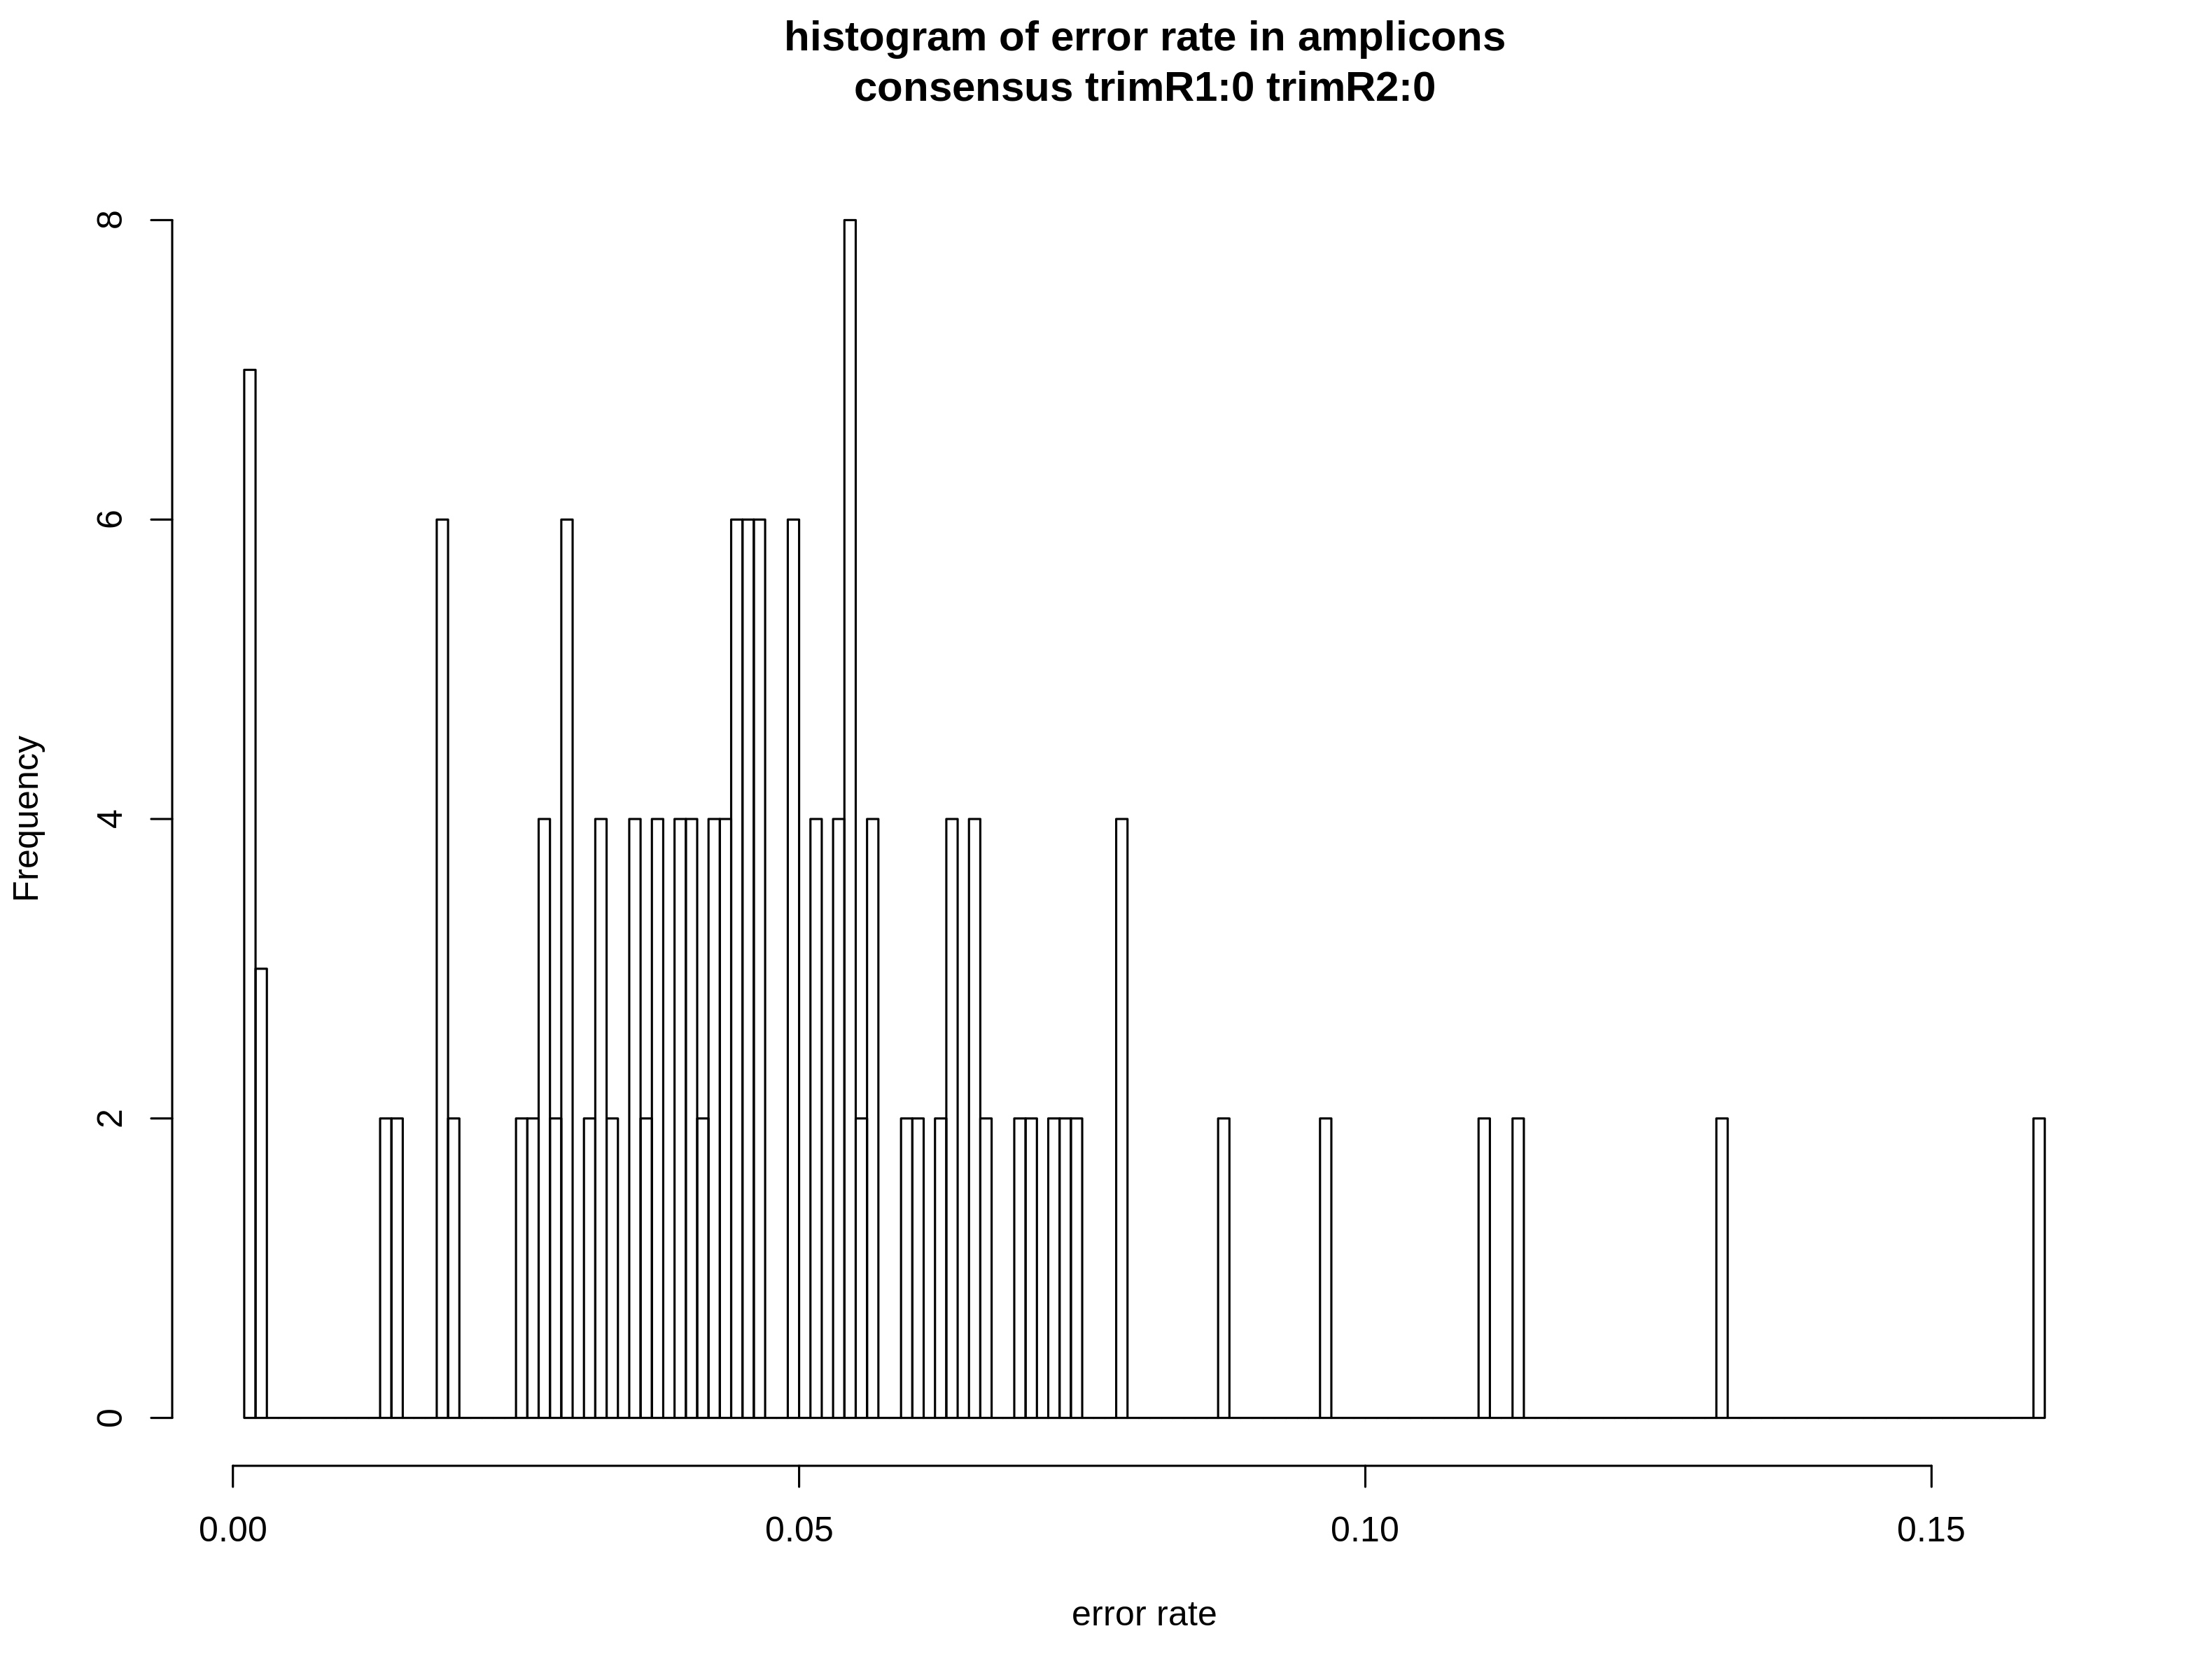 histogram of error rate in amplicons
consensus trimR1:0 trimR2:0
8
6
4
2
0
Frequency
0.00 0.05 0.10 0.15
error rate